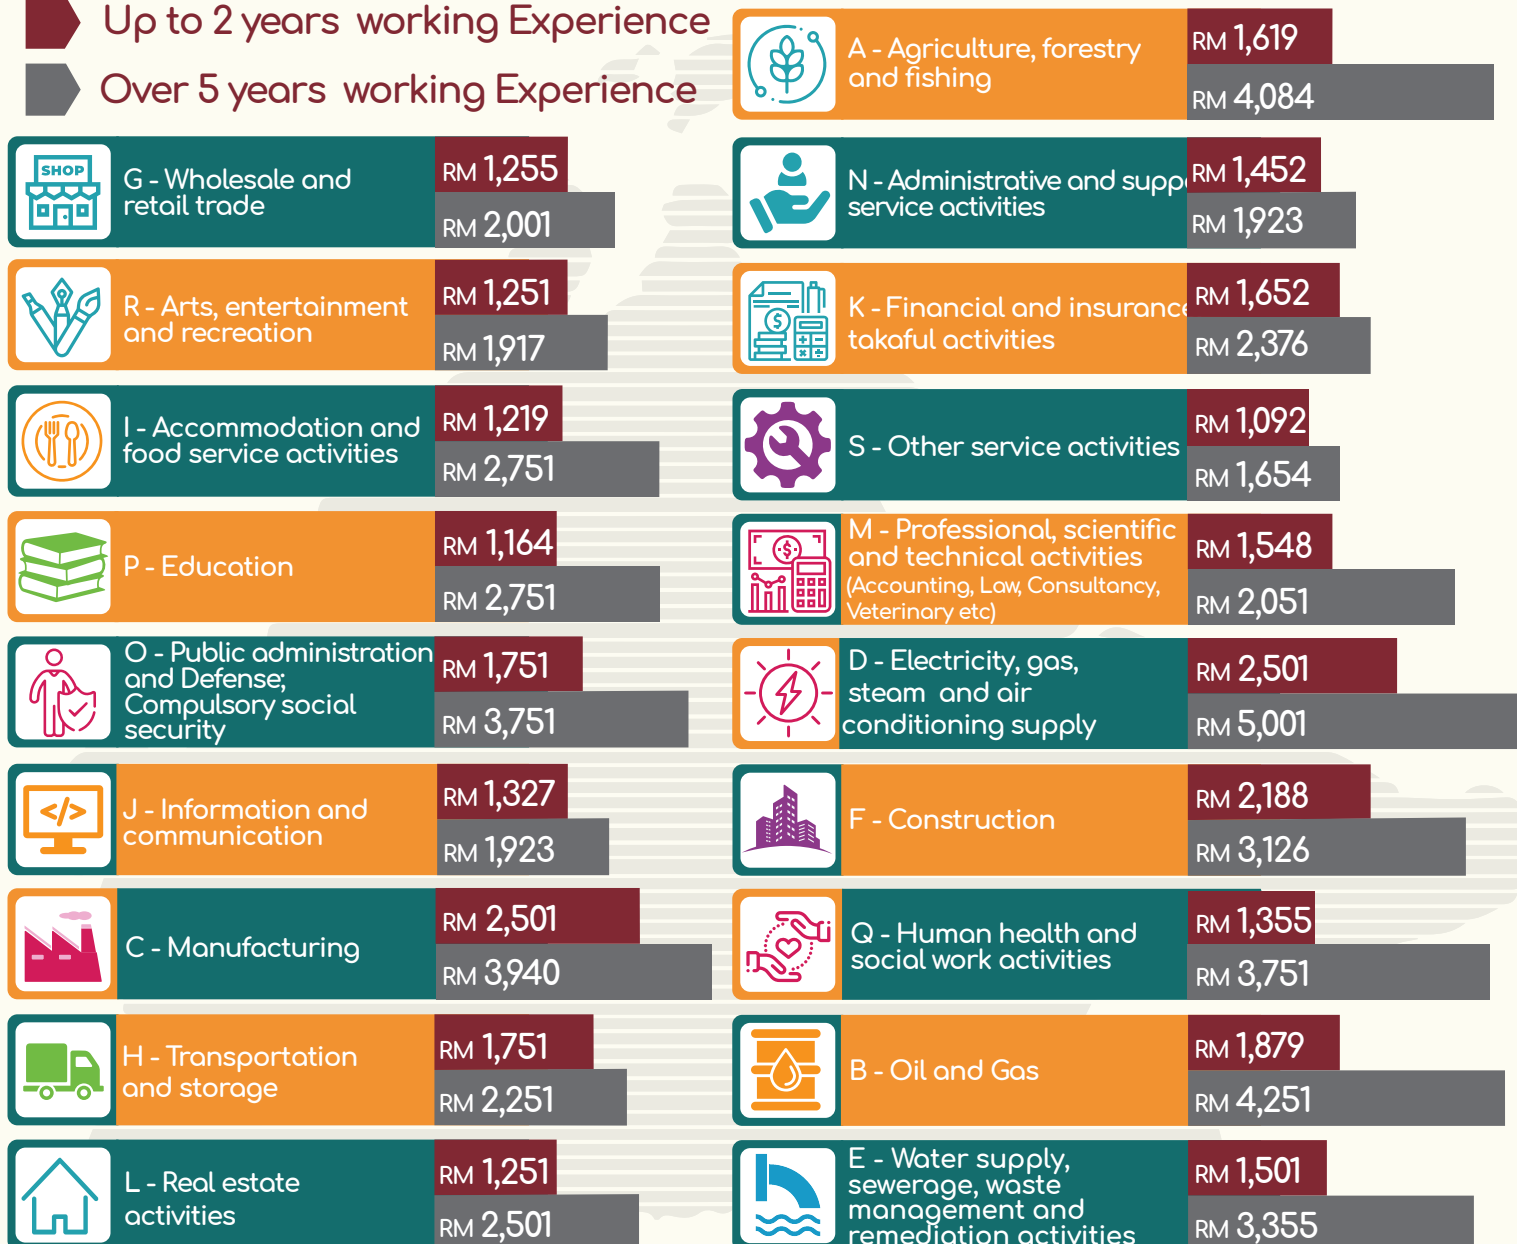 Up to 2 years working Experience
Over 5 years working Experience
SHOP
G - Wholesale and
retail trade
RM 1,255
RM 2,001
R - Arts, entertainment
and recreation
RM 1,251
RM 1,917
I - Accommodation and
food service activities
RM 1,219
RM 2,751
P - Education
RM 1,164
RM 2,751
O - Public administration
and Defense;
Compulsory social
security
RM 1,751
RM 3,751
</>
J - Information and
communication
RM 1,327
RM 1,923
C - Manufacturing
RM 2,501
RM 3,940
H - Transportation
and storage
RM 1,751
RM 2,251
L - Real estate
activities
RM 1,251
RM 2,501
A - Agriculture, forestry
and fishing
RM 1,619
RM 4,084
N - Administrative and supp
service activities
RM 1,452
RM 1,923
K - Financial and insurance
takaful activities
RM 1,652
RM 2,376
S - Other service activities
RM 1,092
RM 1,654
M - Professional, scientific
and technical activities
(Accounting, Law, Consultancy,
Veterinary etc)
RM 1,548
RM 2,051
D - Electricity, gas,
steam and air
conditioning supply
RM 2,501
RM 5,001
F - Construction
RM 2,188
RM 3,126
Q - Human health and
social work activities
RM 1,355
RM 3,751
B - Oil and Gas
RM 1,879
RM 4,251
E - Water supply,
sewerage, waste
management and
remediation activities
RM 1,501
RM 3,355